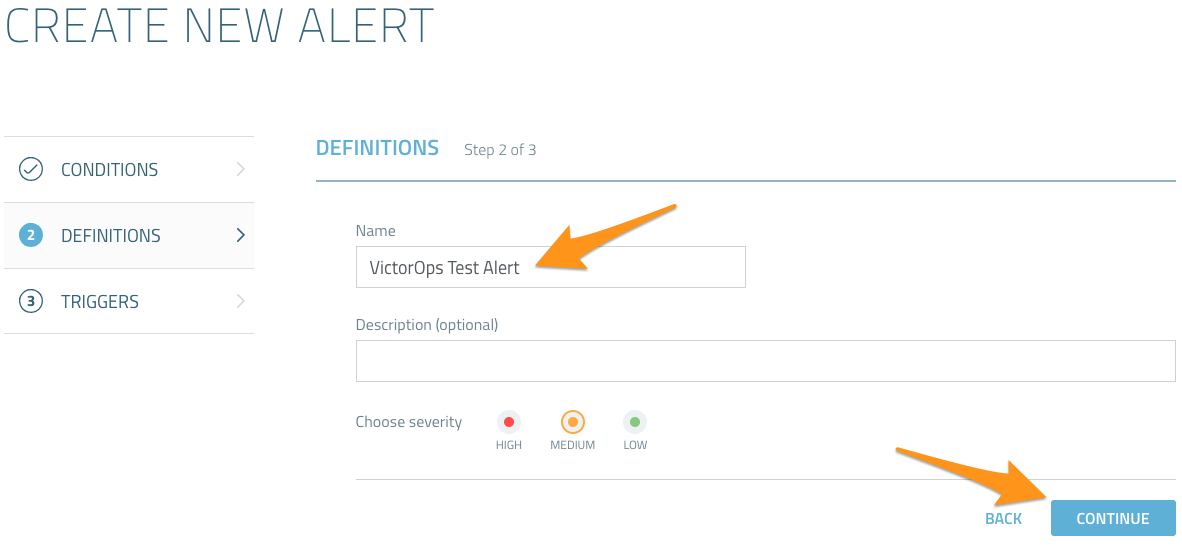 CREATE NEW ALERT
CONDITIONS
2 DEFINITIONS
3 TRIGGERS
DEFINITIONS Step 2 of 3
Name
VictorOps Test Alert
Description (optional)
Choose severity
HIGH MEDIUM LOW
BACK CONTINUE